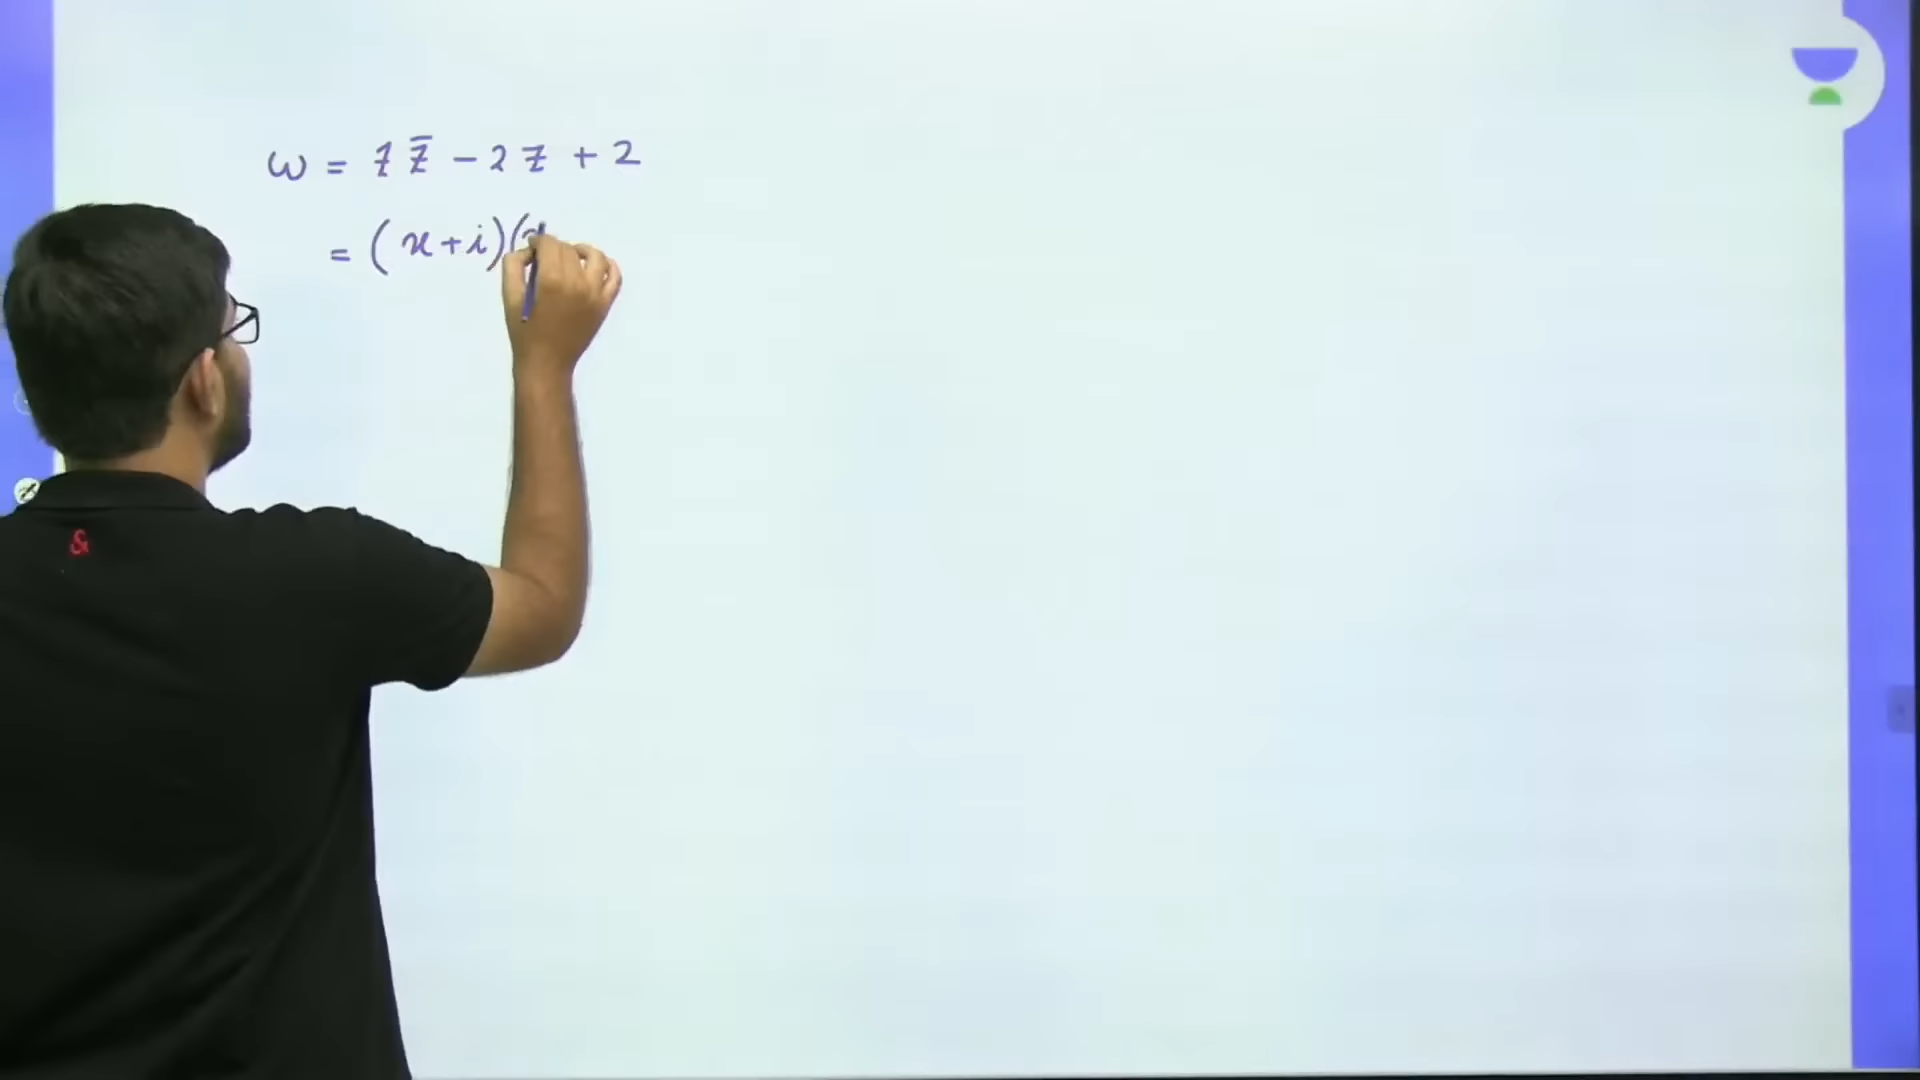 ω = z z̅ - 2 z + 2
= ( x + i ) (
&